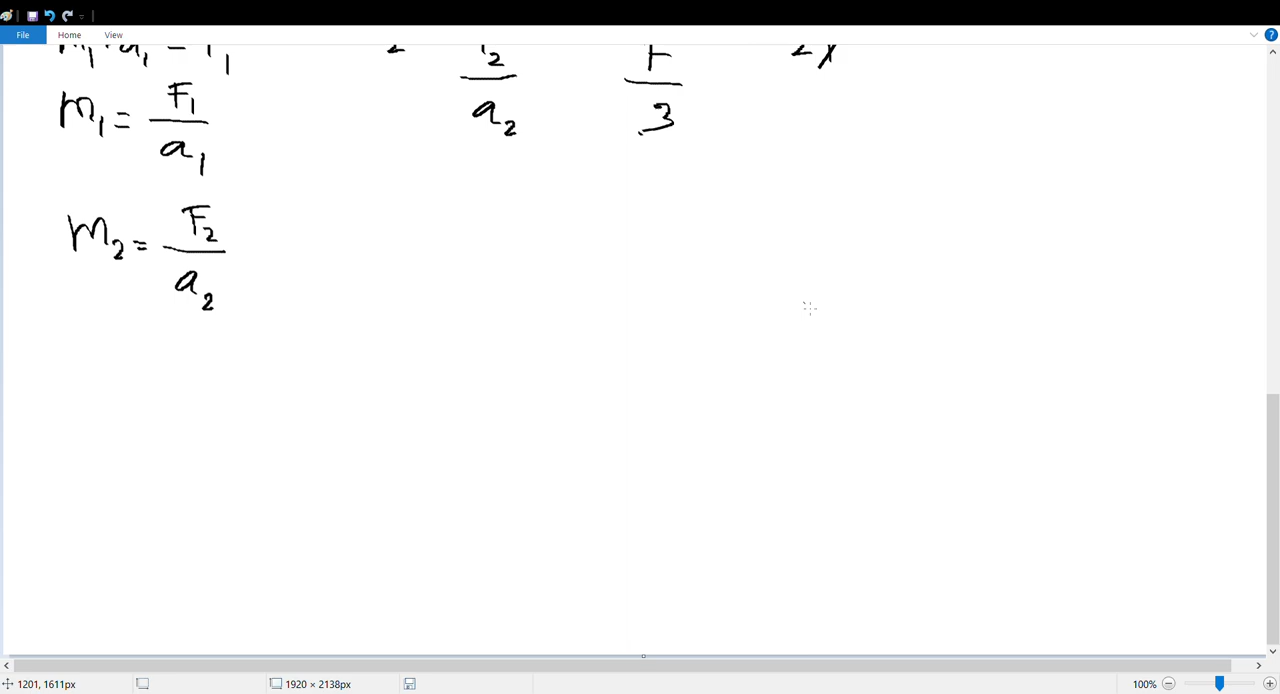 File Home View
m₁ = F₁ / a₁
a₂
3
m₂ = F₂ / a₂
1201, 1611px 1920 × 2138px 100%